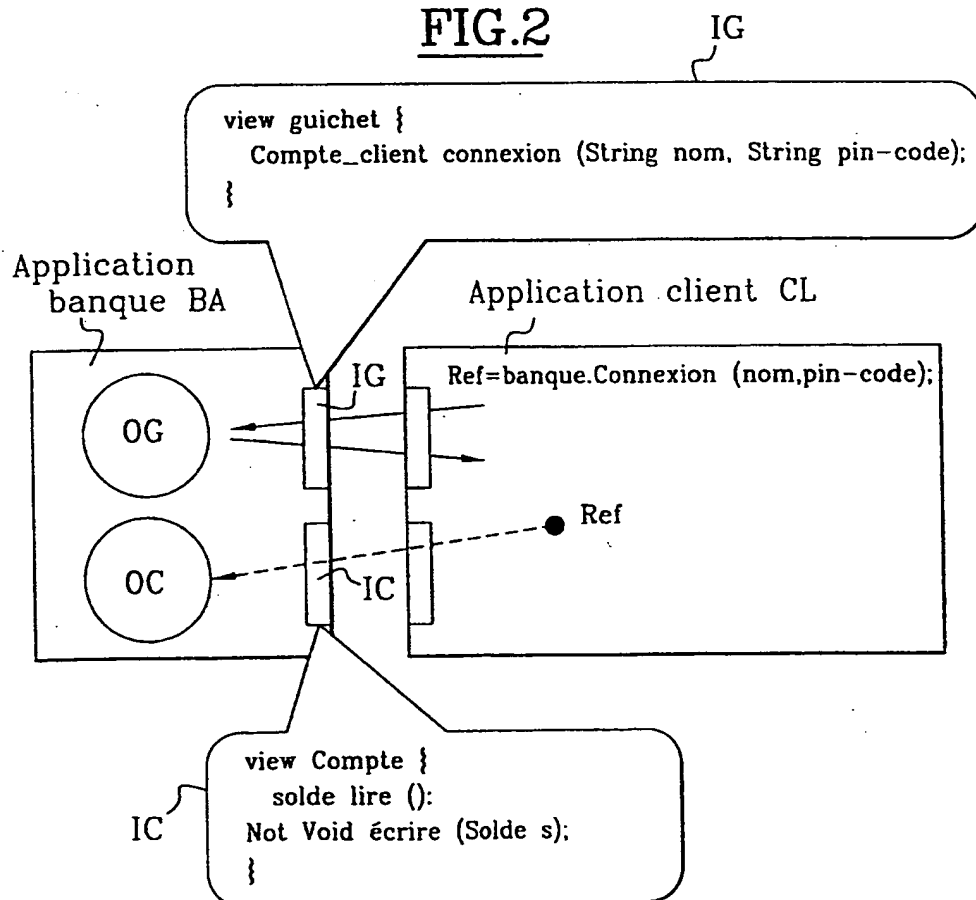 FIG.2
IG
view guichet {
Compte_client connexion (String nom, String pin-code);
}
Application
banque BA
Application client CL
Ref=banque.Connexion (nom,pin-code);
IG
OG
Ref
OC
IC
view Compte {
solde lire ():
Not Void écrire (Solde s);
}
IC